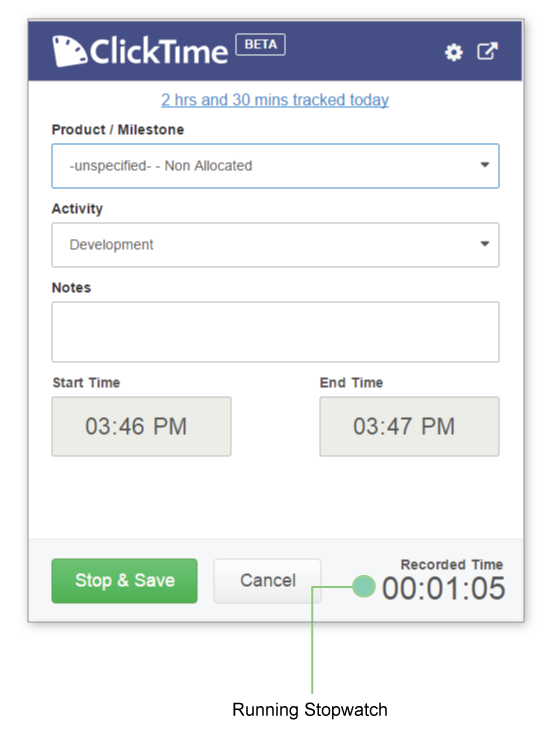 ClickTime BETA
2 hrs and 30 mins tracked today
Product / Milestone
-unspecified- - Non Allocated
Activity
Development
Notes
Start Time End Time
03:46 PM 03:47 PM
Recorded Time
Stop & Save Cancel 00:01:05
Running Stopwatch